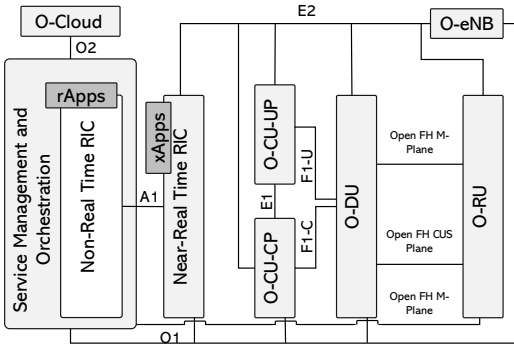 E2
O-Cloud
O-eNB
O2
rApps
Service Management and
Orchestration
Non-Real Time RIC
A1
xApps
Near-Real Time RIC
O-CU-UP
E1
O-CU-CP
F1-U
F1-C
O-DU
Open FH M-
Plane
Open FH CUS
Plane
Open FH M-
Plane
O-RU
O1